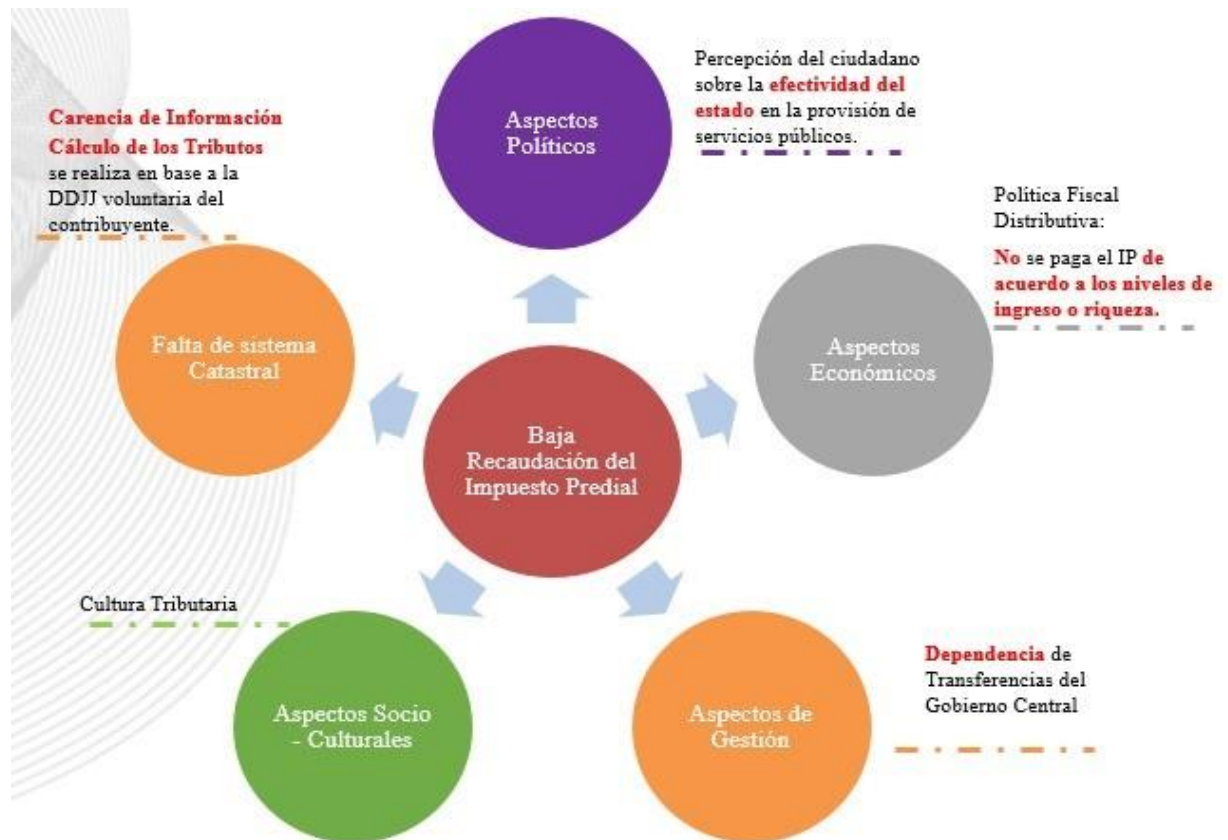 Percepción del ciudadano
sobre la efectividad del
estado en la provisión de
servicios públicos.
Aspectos
Políticos
Carencia de Información
Cálculo de los Tributos
se realiza en base a la
DDJJ voluntaria del
contribuyente.
Política Fiscal
Distributiva:
No se paga el IP de
acuerdo a los niveles de
ingreso o riqueza.
Falta de sistema
Catastral
Aspectos
Económicos
Baja
Recaudación del
Impuesto Predial
Cultura Tributaria
Aspectos Socio
- Culturales
Aspectos de
Gestión
Dependencia de
Transferencias del
Gobierno Central